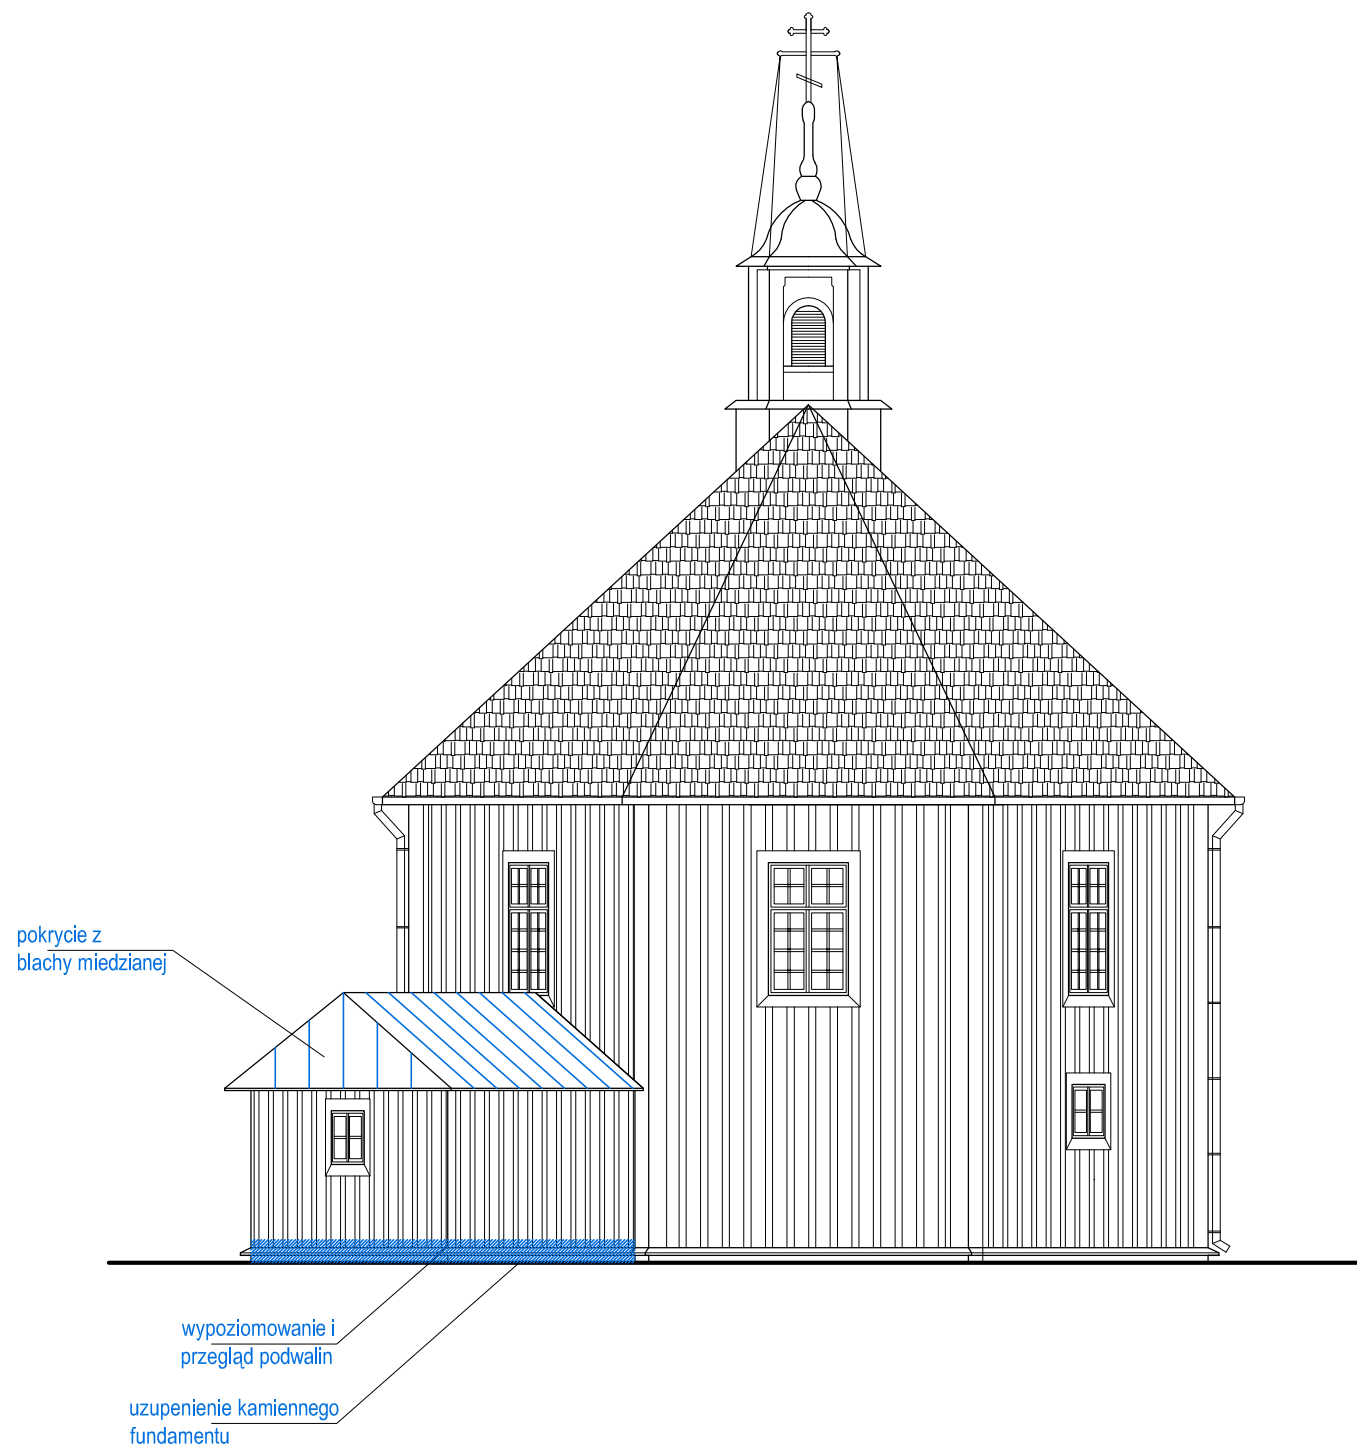 pokrycie z
blachy miedzianej
wypoziomowanie i
przegląd podwalin
uzupenienie kamiennego
fundamentu